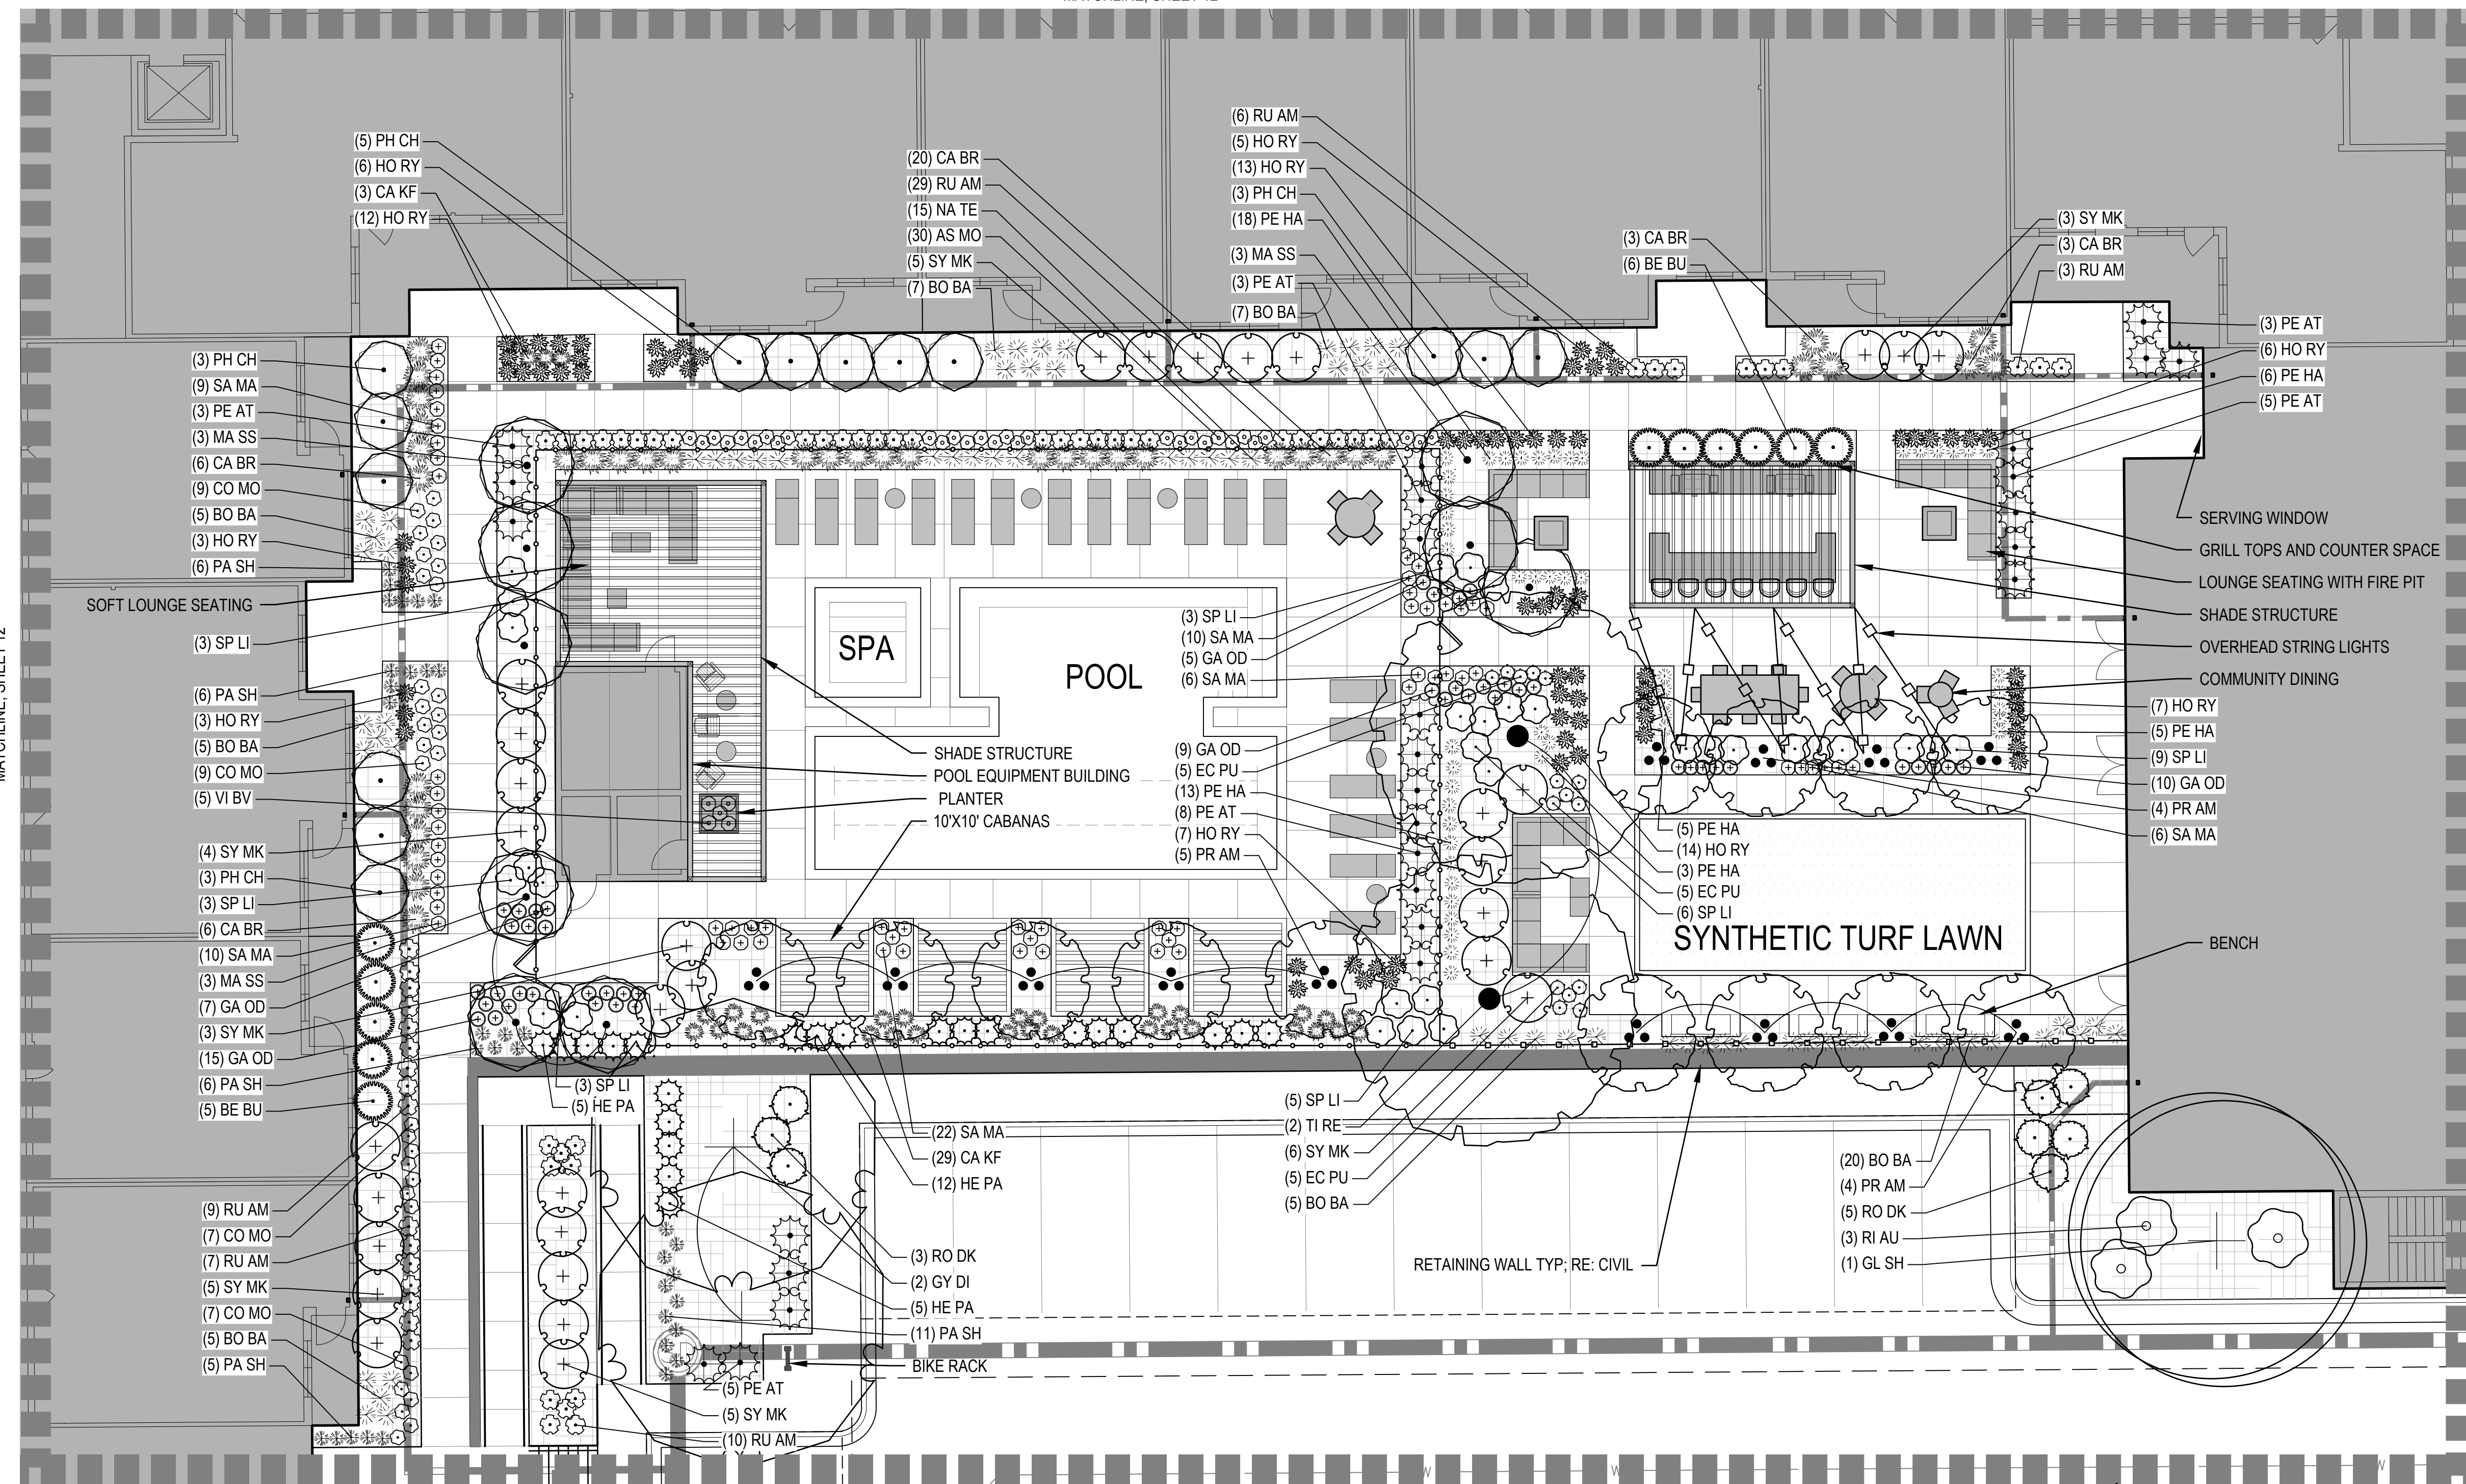 (5) PH CH
(6) HO RY
(3) CA KF
(12) HO RY
(20) CA BR
(29) RU AM
(15) NA TE
(30) AS MO
(5) SY MK
(7) BO BA
(6) RU AM
(5) HO RY
(13) HO RY
(3) PH CH
(18) PE HA
(3) MA SS
(3) PE AT
(7) BO BA
(3) CA BR
(6) BE BU
(3) SY MK
(3) CA BR
(3) RU AM
(3) PE AT
(6) HO RY
(6) PE HA
(5) PE AT
(3) PH CH
(9) SA MA
(3) PE AT
(3) MA SS
(6) CA BR
(9) CO MO
(5) BO BA
(3) HO RY
(6) PA SH
SOFT LOUNGE SEATING
(3) SP LI
(6) PA SH
(3) HO RY
(5) BO BA
(9) CO MO
(5) VI BV
(4) SY MK
(3) PH CH
(3) SP LI
(6) CA BR
(10) SA MA
(3) MA SS
(7) GA OD
(3) SY MK
(15) GA OD
(6) PA SH
(5) BE BU
(9) RU AM
(7) CO MO
(7) RU AM
(5) SY MK
(7) CO MO
(5) BO BA
(5) PA SH
SPA
POOL
SHADE STRUCTURE
POOL EQUIPMENT BUILDING
PLANTER
10'X10' CABANAS
(3) SP LI
(10) SA MA
(5) GA OD
(6) SA MA
(9) GA OD
(5) EC PU
(13) PE HA
(8) PE AT
(7) HO RY
(5) PR AM
SERVING WINDOW
GRILL TOPS AND COUNTER SPACE
LOUNGE SEATING WITH FIRE PIT
SHADE STRUCTURE
OVERHEAD STRING LIGHTS
COMMUNITY DINING
(7) HO RY
(5) PE HA
(9) SP LI
(10) GA OD
(4) PR AM
(6) SA MA
(5) PE HA
(14) HO RY
(3) PE HA
(5) EC PU
(6) SP LI
SYNTHETIC TURF LAWN
BENCH
(3) SP LI
(5) HE PA
(22) SA MA
(29) CA KF
(12) HE PA
(5) SP LI
(2) TI RE
(6) SY MK
(5) EC PU
(5) BO BA
(20) BO BA
(4) PR AM
(5) RO DK
(3) RI AU
(1) GL SH
RETAINING WALL TYP; RE: CIVIL
(3) RO DK
(2) GY DI
(5) HE PA
(11) PA SH
BIKE RACK
(5) PE AT
(5) SY MK
(10) RU AM
W
W
W